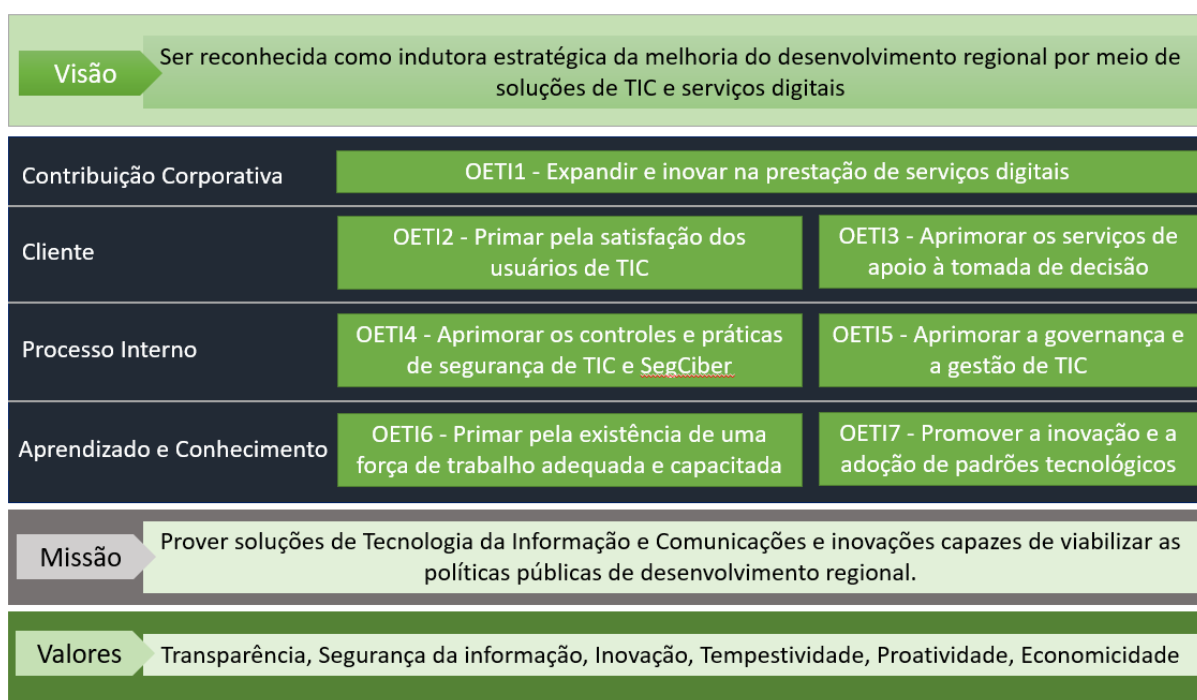 Visão
Ser reconhecida como indutora estratégica da melhoria do desenvolvimento regional por meio de
soluções de TIC e serviços digitais
Contribuição Corporativa
OETI1 - Expandir e inovar na prestação de serviços digitais
Cliente
OETI2 - Primar pela satisfação dos
usuários de TIC
OETI3 - Aprimorar os serviços de
apoio à tomada de decisão
Processo Interno
OETI4 - Aprimorar os controles e práticas
de segurança de TIC e SegCiber
OETI5 - Aprimorar a governança e
a gestão de TIC
Aprendizado e Conhecimento
OETI6 - Primar pela existência de uma
força de trabalho adequada e capacitada
OETI7 - Promover a inovação e a
adoção de padrões tecnológicos
Missão
Prover soluções de Tecnologia da Informação e Comunicações e inovações capazes de viabilizar as
políticas públicas de desenvolvimento regional.
Valores
Transparência, Segurança da informação, Inovação, Tempestividade, Proatividade, Economicidade